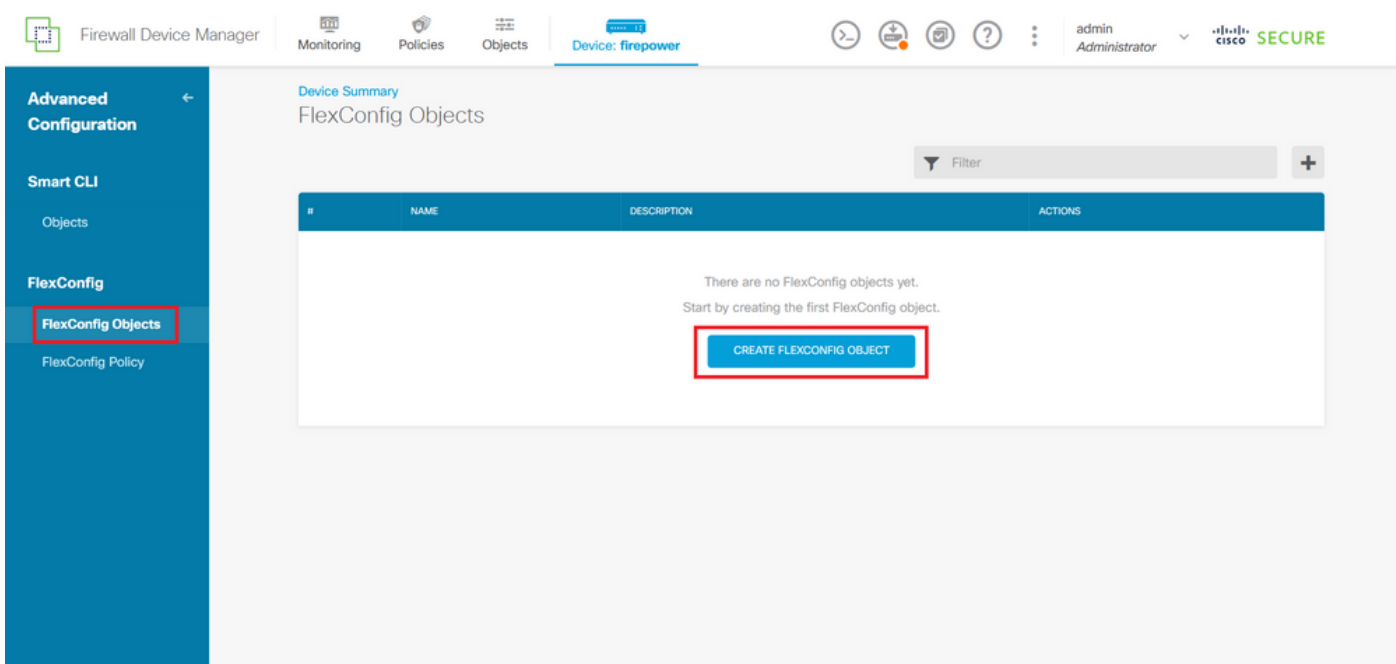 Firewall Device Manager
Monitoring
Policies
Objects
Device: firepower
admin
Administrator
cisco SECURE
Advanced
Configuration
Smart CLI
Objects
FlexConfig
FlexConfig Objects
FlexConfig Policy
Device Summary
FlexConfig Objects
Filter
# NAME DESCRIPTION ACTIONS
There are no FlexConfig objects yet.
Start by creating the first FlexConfig object.
CREATE FLEXCONFIG OBJECT